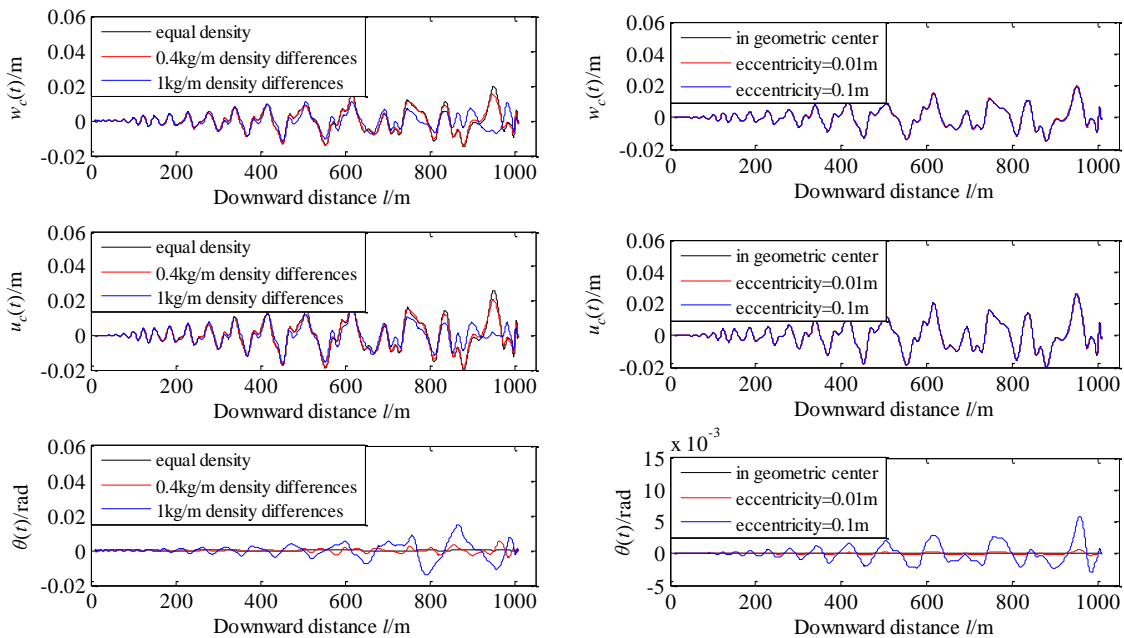 0.06
0.04
0.02
0
-0.02
w_c(t)/m
equal density
0.4kg/m density differences
1kg/m density differences
0 200 400 600 800 1000
Downward distance l/m
0.06
0.04
0.02
0
-0.02
w_c(t)/m
in geometric center
eccentricity=0.01m
eccentricity=0.1m
0 200 400 600 800 1000
Downward distance l/m
0.06
0.04
0.02
0
-0.02
u_c(t)/m
equal density
0.4kg/m density differences
1kg/m density differences
0 200 400 600 800 1000
Downward distance l/m
0.06
0.04
0.02
0
-0.02
u_c(t)/m
in geometric center
eccentricity=0.01m
eccentricity=0.1m
0 200 400 600 800 1000
Downward distance l/m
0.06
0.04
0.02
0
-0.02
θ(t)/rad
equal density
0.4kg/m density differences
1kg/m density differences
0 200 400 600 800 1000
Downward distance l/m
x 10⁻³
15
10
5
0
-5
θ(t)/rad
in geometric center
eccentricity=0.01m
eccentricity=0.1m
0 200 400 600 800 1000
Downward distance l/m